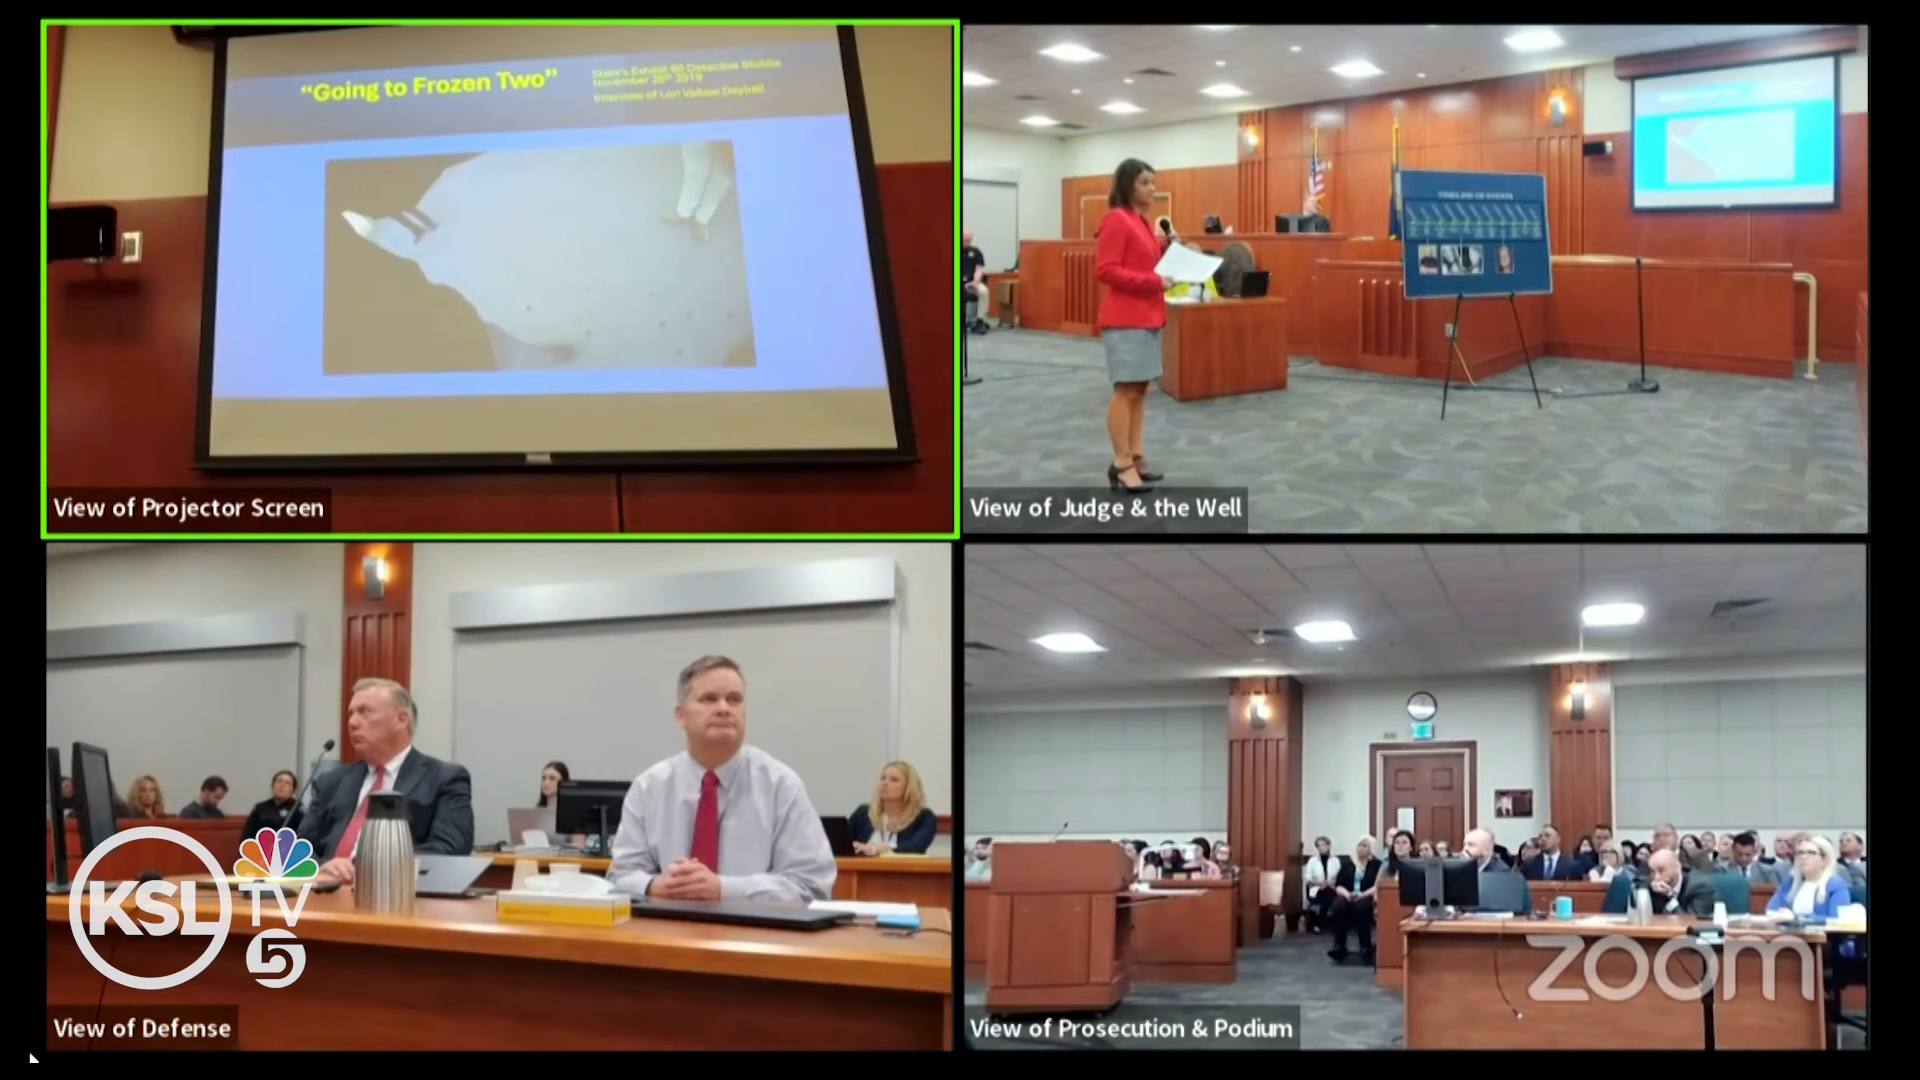 “Going to Frozen Two”
State's Exhibit 60 Detective Stubbs
November 26th 2019
Interview of Lori Vallow Daybell
View of Projector Screen
TIMELINE OF EVENTS
View of Judge & the Well
KSL
TV
5
View of Defense
zoom
View of Prosecution & Podium